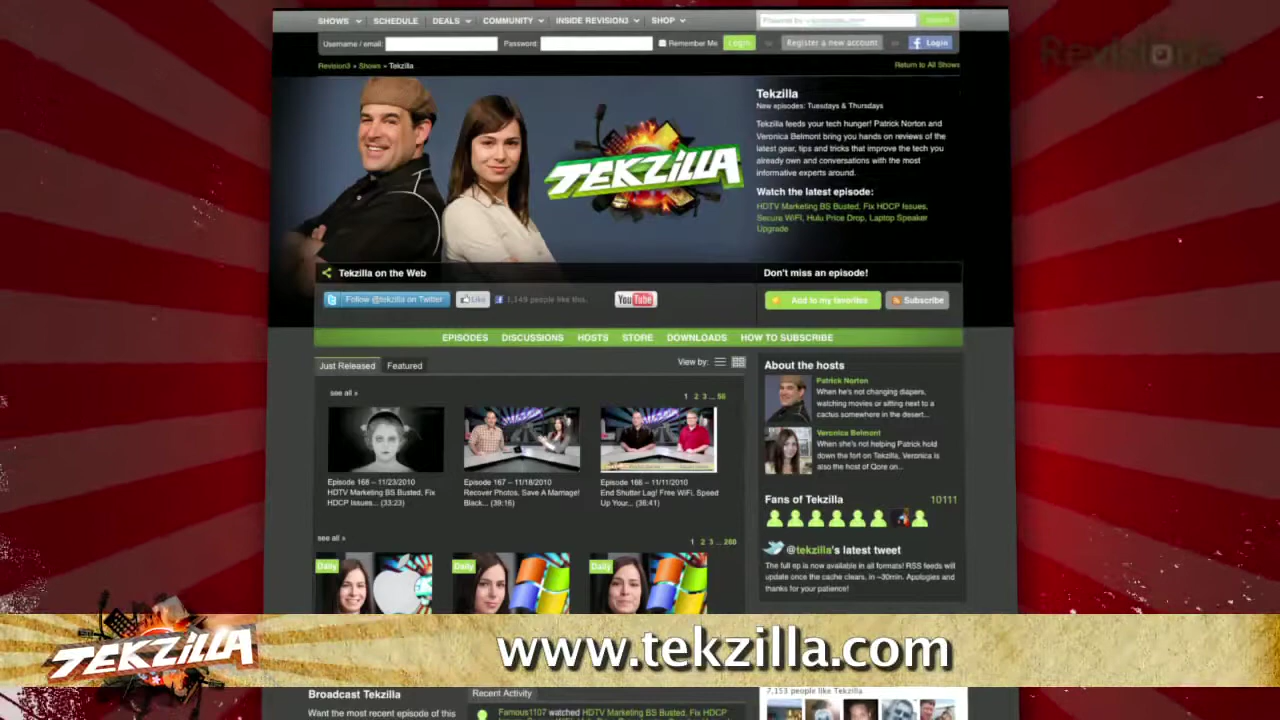 SHOWS SCHEDULE DEALS COMMUNITY INSIDE REVISION3 SHOP
Search
Username / email: Password: Remember Me Login or Register a new account or Login
Revision3
Revision3 » Shows » Tekzilla Return to All Shows
Tekzilla
New episodes: Tuesdays & Thursdays
Tekzilla feeds your tech hunger! Patrick Norton and
Veronica Belmont bring you hands on reviews of the
latest gear, tips and tricks that improve the tech you
already own and conversations with the most
informative experts around.
TEKZILLA
Watch the latest episode:
HDTV Marketing BS Busted, Fix HDCP Issues,
Secure WiFi, Hulu Price Drop, Laptop Speaker
Upgrade
Tekzilla on the Web
Don't miss an episode!
Follow @tekzilla on Twitter Like 1,149 people like this. YouTube
Add to my favorites Subscribe
EPISODES DISCUSSIONS HOSTS STORE DOWNLOADS HOW TO SUBSCRIBE
Just Released Featured View by:
see all »
1 2 3 ... 56
Episode 168 – 11/23/2010
HDTV Marketing BS Busted, Fix
HDCP Issues... (33:23)
Episode 167 – 11/18/2010
Recover Photos, Save A Marriage!
Black... (39:16)
Episode 166 – 11/11/2010
End Shutter Lag! Free WiFi, Speed
Up Your... (36:41)
About the hosts
Patrick Norton
When he's not changing diapers,
watching movies or sitting next to a
cactus somewhere in the desert...
Veronica Belmont
When she's not helping Patrick hold
down the fort on Tekzilla, Veronica is
also the host of Qore on...
Fans of Tekzilla 10111
@tekzilla's latest tweet
The full ep is now available in all formats! RSS feeds will
update once the cache clears, in ~30min. Apologies and
thanks for your patience!
see all »
1 2 3 ... 268
Daily Daily Daily
TEKZILLA
www.tekzilla.com
Broadcast Tekzilla
Want the most recent episode of this
Recent Activity
Famous1107 watched HDTV Marketing BS Busted, Fix HDCP
7,153 people like Tekzilla